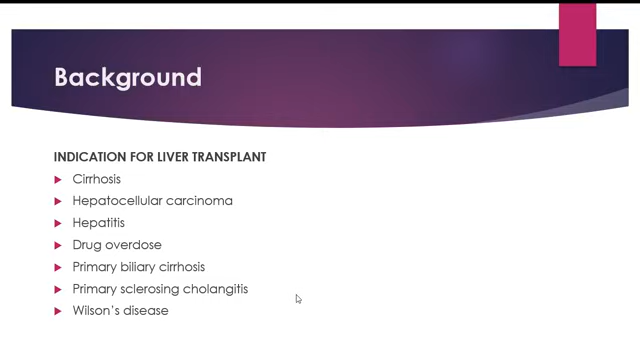 Background
INDICATION FOR LIVER TRANSPLANT
Cirrhosis
Hepatocellular carcinoma
Hepatitis
Drug overdose
Primary biliary cirrhosis
Primary sclerosing cholangitis
Wilson's disease